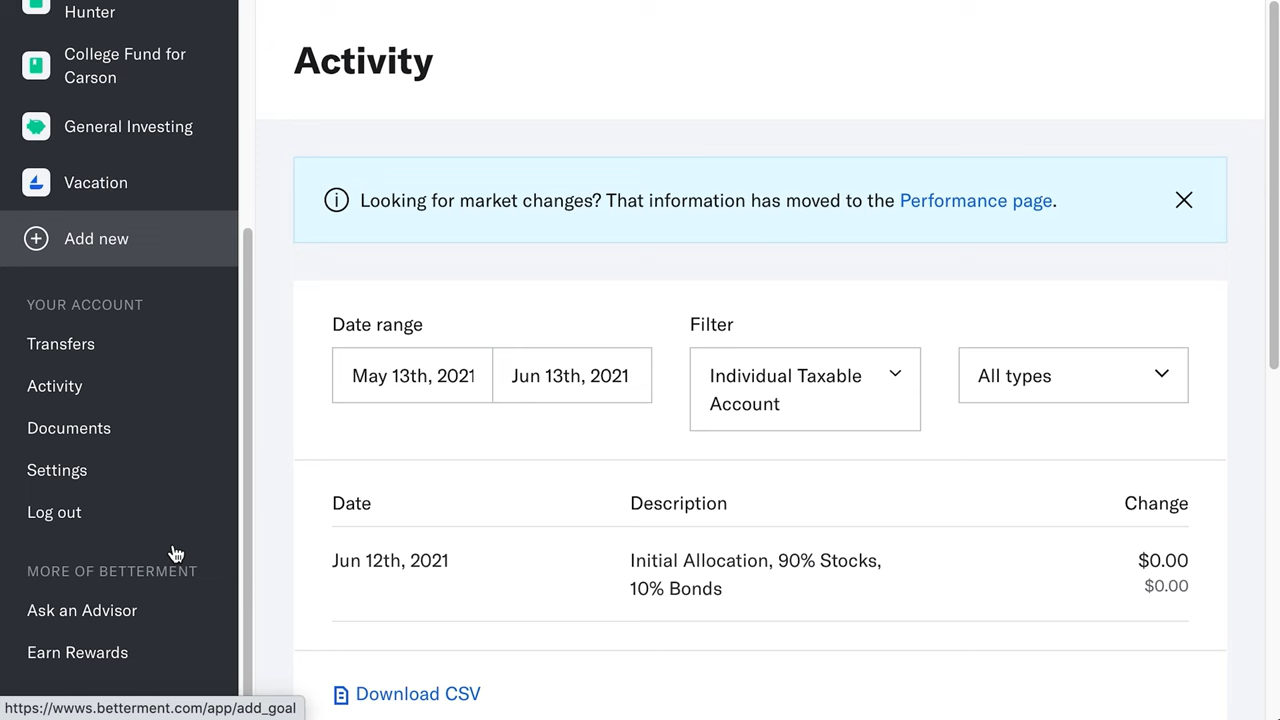 Hunter
College Fund for
Carson
General Investing
Vacation
Add new
YOUR ACCOUNT
Transfers
Activity
Documents
Settings
Log out
MORE OF BETTERMENT
Ask an Advisor
Earn Rewards
https://wwws.betterment.com/app/add_goal
Activity
Looking for market changes? That information has moved to the Performance page.
Date range
Filter
May 13th, 2021
Jun 13th, 2021
Individual Taxable
Account
All types
Date Description Change
Jun 12th, 2021 Initial Allocation, 90% Stocks, $0.00
10% Bonds $0.00
Download CSV